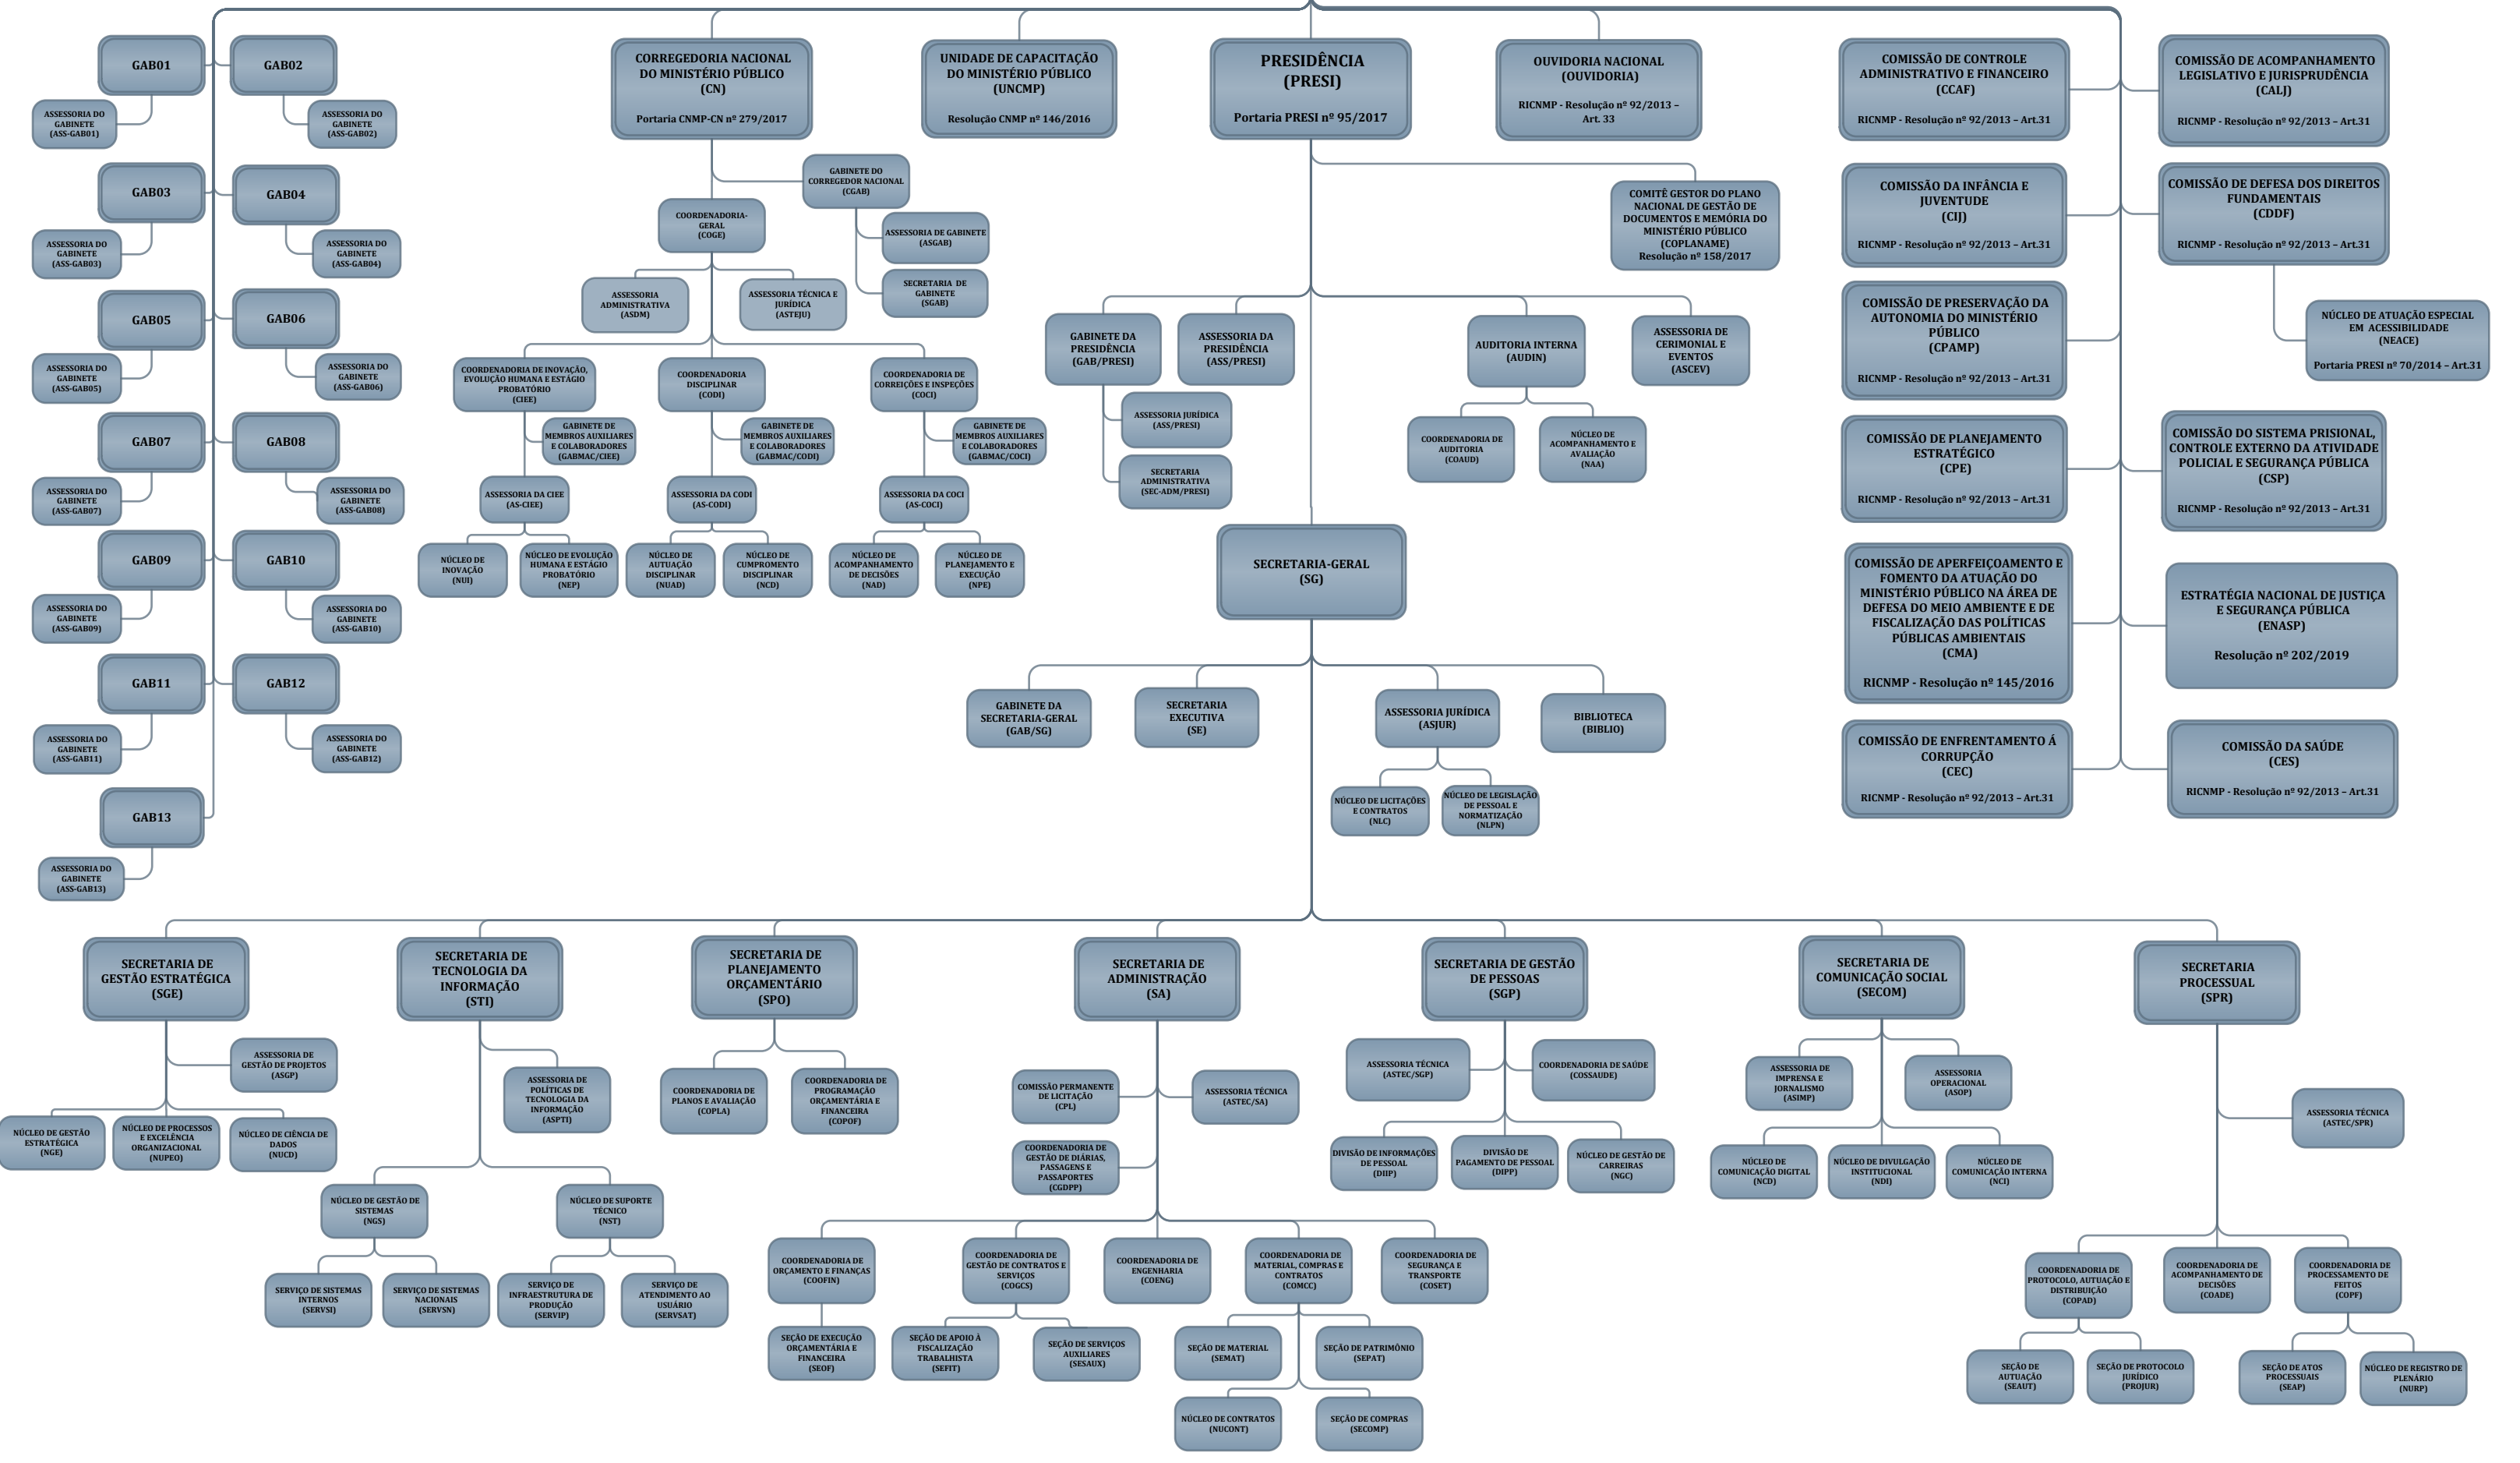 GAB01
GAB02
ASSESSORIA DO
GABINETE
(ASS-GAB01)
ASSESSORIA DO
GABINETE
(ASS-GAB02)
GAB03
GAB04
ASSESSORIA DO
GABINETE
(ASS-GAB03)
ASSESSORIA DO
GABINETE
(ASS-GAB04)
GAB05
GAB06
ASSESSORIA DO
GABINETE
(ASS-GAB05)
ASSESSORIA DO
GABINETE
(ASS-GAB06)
GAB07
GAB08
ASSESSORIA DO
GABINETE
(ASS-GAB07)
ASSESSORIA DO
GABINETE
(ASS-GAB08)
GAB09
GAB10
ASSESSORIA DO
GABINETE
(ASS-GAB09)
ASSESSORIA DO
GABINETE
(ASS-GAB10)
GAB11
GAB12
ASSESSORIA DO
GABINETE
(ASS-GAB11)
ASSESSORIA DO
GABINETE
(ASS-GAB12)
GAB13
ASSESSORIA DO
GABINETE
(ASS-GAB13)
CORREGEDORIA NACIONAL
DO MINISTÉRIO PÚBLICO
(CN)
Portaria CNMP-CN nº 279/2017
GABINETE DO
CORREGEDOR NACIONAL
(CGAB)
ASSESSORIA DE GABINETE
(ASGAB)
SECRETARIA DE
GABINETE
(SGAB)
COORDENADORIA-
GERAL
(COGE)
ASSESSORIA
ADMINISTRATIVA
(ASDM)
ASSESSORIA TÉCNICA E
JURÍDICA
(ASTEJU)
COORDENADORIA DE INOVAÇÃO,
EVOLUÇÃO HUMANA E ESTÁGIO
PROBATÓRIO
(CIEE)
COORDENADORIA
DISCIPLINAR
(CODI)
COORDENADORIA DE
CORREIÇÕES E INSPEÇÕES
(COCI)
GABINETE DE
MEMBROS AUXILIARES
E COLABORADORES
(GABMAC/CIEE)
GABINETE DE
MEMBROS AUXILIARES
E COLABORADORES
(GABMAC/CODI)
GABINETE DE
MEMBROS AUXILIARES
E COLABORADORES
(GABMAC/COCI)
ASSESSORIA DA CIEE
(AS-CIEE)
ASSESSORIA DA CODI
(AS-CODI)
ASSESSORIA DA COCI
(AS-COCI)
NÚCLEO DE
INOVAÇÃO
(NUI)
NÚCLEO DE EVOLUÇÃO
HUMANA E ESTÁGIO
PROBATÓRIO
(NEP)
NÚCLEO DE
AUTUAÇÃO
DISCIPLINAR
(NUAD)
NÚCLEO DE
CUMPROMENTO
DISCIPLINAR
(NCD)
NÚCLEO DE
ACOMPANHAMENTO
DE DECISÕES
(NAD)
NÚCLEO DE
PLANEJAMENTO E
EXECUÇÃO
(NPE)
UNIDADE DE CAPACITAÇÃO
DO MINISTÉRIO PÚBLICO
(UNCMP)
Resolução CNMP nº 146/2016
PRESIDÊNCIA
(PRESI)
Portaria PRESI nº 95/2017
OUVIDORIA NACIONAL
(OUVIDORIA)
RICNMP - Resolução nº 92/2013 –
Art. 33
COMITÊ GESTOR DO PLANO
NACIONAL DE GESTÃO DE
DOCUMENTOS E MEMÓRIA DO
MINISTÉRIO PÚBLICO
(COPLANAME)
Resolução nº 158/2017
GABINETE DA
PRESIDÊNCIA
(GAB/PRESI)
ASSESSORIA DA
PRESIDÊNCIA
(ASS/PRESI)
AUDITORIA INTERNA
(AUDIN)
ASSESSORIA DE
CERIMONIAL E
EVENTOS
(ASCEV)
ASSESSORIA JURÍDICA
(ASS/PRESI)
SECRETARIA
ADMINISTRATIVA
(SEC-ADM/PRESI)
COORDENADORIA DE
AUDITORIA
(COAUD)
NÚCLEO DE
ACOMPANHAMENTO E
AVALIAÇÃO
(NAA)
SECRETARIA-GERAL
(SG)
GABINETE DA
SECRETARIA-GERAL
(GAB/SG)
SECRETARIA
EXECUTIVA
(SE)
ASSESSORIA JURÍDICA
(ASJUR)
BIBLIOTECA
(BIBLIO)
NÚCLEO DE LICITAÇÕES
E CONTRATOS
(NLC)
NÚCLEO DE LEGISLAÇÃO
DE PESSOAL E
NORMATIZAÇÃO
(NLPN)
COMISSÃO DE CONTROLE
ADMINISTRATIVO E FINANCEIRO
(CCAF)
RICNMP - Resolução nº 92/2013 – Art.31
COMISSÃO DE ACOMPANHAMENTO
LEGISLATIVO E JURISPRUDÊNCIA
(CALJ)
RICNMP - Resolução nº 92/2013 – Art.31
COMISSÃO DA INFÂNCIA E
JUVENTUDE
(CIJ)
RICNMP - Resolução nº 92/2013 – Art.31
COMISSÃO DE DEFESA DOS DIREITOS
FUNDAMENTAIS
(CDDF)
RICNMP - Resolução nº 92/2013 – Art.31
COMISSÃO DE PRESERVAÇÃO DA
AUTONOMIA DO MINISTÉRIO
PÚBLICO
(CPAMP)
RICNMP - Resolução nº 92/2013 – Art.31
NÚCLEO DE ATUAÇÃO ESPECIAL
EM ACESSIBILIDADE
(NEACE)
Portaria PRESI nº 70/2014 – Art.31
COMISSÃO DE PLANEJAMENTO
ESTRATÉGICO
(CPE)
RICNMP - Resolução nº 92/2013 – Art.31
COMISSÃO DO SISTEMA PRISIONAL,
CONTROLE EXTERNO DA ATIVIDADE
POLICIAL E SEGURANÇA PÚBLICA
(CSP)
RICNMP - Resolução nº 92/2013 – Art.31
COMISSÃO DE APERFEIÇOAMENTO E
FOMENTO DA ATUAÇÃO DO
MINISTÉRIO PÚBLICO NA ÁREA DE
DEFESA DO MEIO AMBIENTE E DE
FISCALIZAÇÃO DAS POLÍTICAS
PÚBLICAS AMBIENTAIS
(CMA)
RICNMP - Resolução nº 145/2016
ESTRATÉGIA NACIONAL DE JUSTIÇA
E SEGURANÇA PÚBLICA
(ENASP)
Resolução nº 202/2019
COMISSÃO DE ENFRENTAMENTO Á
CORRUPÇÃO
(CEC)
RICNMP - Resolução nº 92/2013 – Art.31
COMISSÃO DA SAÚDE
(CES)
RICNMP - Resolução nº 92/2013 – Art.31
SECRETARIA DE
GESTÃO ESTRATÉGICA
(SGE)
ASSESSORIA DE
GESTÃO DE PROJETOS
(ASGP)
NÚCLEO DE GESTÃO
ESTRATÉGICA
(NGE)
NÚCLEO DE PROCESSOS
E EXCELÊNCIA
ORGANIZACIONAL
(NUPEO)
NÚCLEO DE CIÊNCIA DE
DADOS
(NUCD)
SECRETARIA DE
TECNOLOGIA DA
INFORMAÇÃO
(STI)
ASSESSORIA DE
POLÍTICAS DE
TECNOLOGIA DA
INFORMAÇÃO
(ASPTI)
NÚCLEO DE GESTÃO DE
SISTEMAS
(NGS)
NÚCLEO DE SUPORTE
TÉCNICO
(NST)
SERVIÇO DE SISTEMAS
INTERNOS
(SERVSI)
SERVIÇO DE SISTEMAS
NACIONAIS
(SERVSN)
SERVIÇO DE
INFRAESTRUTURA DE
PRODUÇÃO
(SERVIP)
SERVIÇO DE
ATENDIMENTO AO
USUÁRIO
(SERVSAT)
SECRETARIA DE
PLANEJAMENTO
ORÇAMENTÁRIO
(SPO)
COORDENADORIA DE
PLANOS E AVALIAÇÃO
(COPLA)
COORDENADORIA DE
PROGRAMAÇÃO
ORÇAMENTÁRIA E
FINANCEIRA
(COPOF)
SECRETARIA DE
ADMINISTRAÇÃO
(SA)
COMISSÃO PERMANENTE
DE LICITAÇÃO
(CPL)
ASSESSORIA TÉCNICA
(ASTEC/SA)
COORDENADORIA DE
GESTÃO DE DIÁRIAS,
PASSAGENS E
PASSAPORTES
(CGDPP)
COORDENADORIA DE
ORÇAMENTO E FINANÇAS
(COOFIN)
COORDENADORIA DE
GESTÃO DE CONTRATOS E
SERVIÇOS
(COGCS)
COORDENADORIA DE
ENGENHARIA
(COENG)
COORDENADORIA DE
MATERIAL, COMPRAS E
CONTRATOS
(COMCC)
COORDENADORIA DE
SEGURANÇA E
TRANSPORTE
(COSET)
SEÇÃO DE EXECUÇÃO
ORÇAMENTÁRIA E
FINANCEIRA
(SEOF)
SEÇÃO DE APOIO À
FISCALIZAÇÃO
TRABALHISTA
(SEFIT)
SEÇÃO DE SERVIÇOS
AUXILIARES
(SESAUX)
SEÇÃO DE MATERIAL
(SEMAT)
SEÇÃO DE PATRIMÔNIO
(SEPAT)
NÚCLEO DE CONTRATOS
(NUCONT)
SEÇÃO DE COMPRAS
(SECOMP)
SECRETARIA DE GESTÃO
DE PESSOAS
(SGP)
ASSESSORIA TÉCNICA
(ASTEC/SGP)
COORDENADORIA DE SAÚDE
(COSSAUDE)
DIVISÃO DE INFORMAÇÕES
DE PESSOAL
(DIIP)
DIVISÃO DE
PAGAMENTO DE PESSOAL
(DIPP)
NÚCLEO DE GESTÃO DE
CARREIRAS
(NGC)
SECRETARIA DE
COMUNICAÇÃO SOCIAL
(SECOM)
ASSESSORIA DE
IMPRENSA E
JORNALISMO
(ASIMP)
ASSESSORIA
OPERACIONAL
(ASOP)
NÚCLEO DE
COMUNICAÇÃO DIGITAL
(NCD)
NÚCLEO DE DIVULGAÇÃO
INSTITUCIONAL
(NDI)
NÚCLEO DE
COMUNICAÇÃO INTERNA
(NCI)
SECRETARIA
PROCESSUAL
(SPR)
ASSESSORIA TÉCNICA
(ASTEC/SPR)
COORDENADORIA DE
PROTOCOLO, AUTUAÇÃO E
DISTRIBUIÇÃO
(COPAD)
COORDENADORIA DE
ACOMPANHAMENTO DE
DECISÕES
(COADE)
COORDENADORIA DE
PROCESSAMENTO DE
FEITOS
(COPF)
SEÇÃO DE
AUTUAÇÃO
(SEAUT)
SEÇÃO DE PROTOCOLO
JURÍDICO
(PROJUR)
SEÇÃO DE ATOS
PROCESSUAIS
(SEAP)
NÚCLEO DE REGISTRO DE
PLENÁRIO
(NURP)